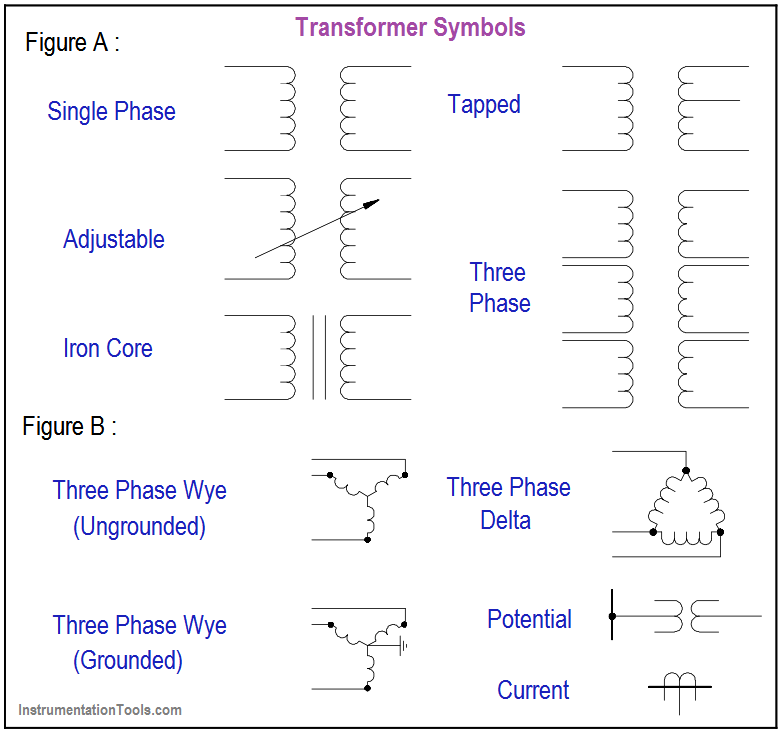 Transformer Symbols
Figure A :
Single Phase
Tapped
Adjustable
Three
Phase
Iron Core
Figure B :
Three Phase Wye
(Ungrounded)
Three Phase
Delta
Three Phase Wye
(Grounded)
Potential
Current
InstrumentationTools.com